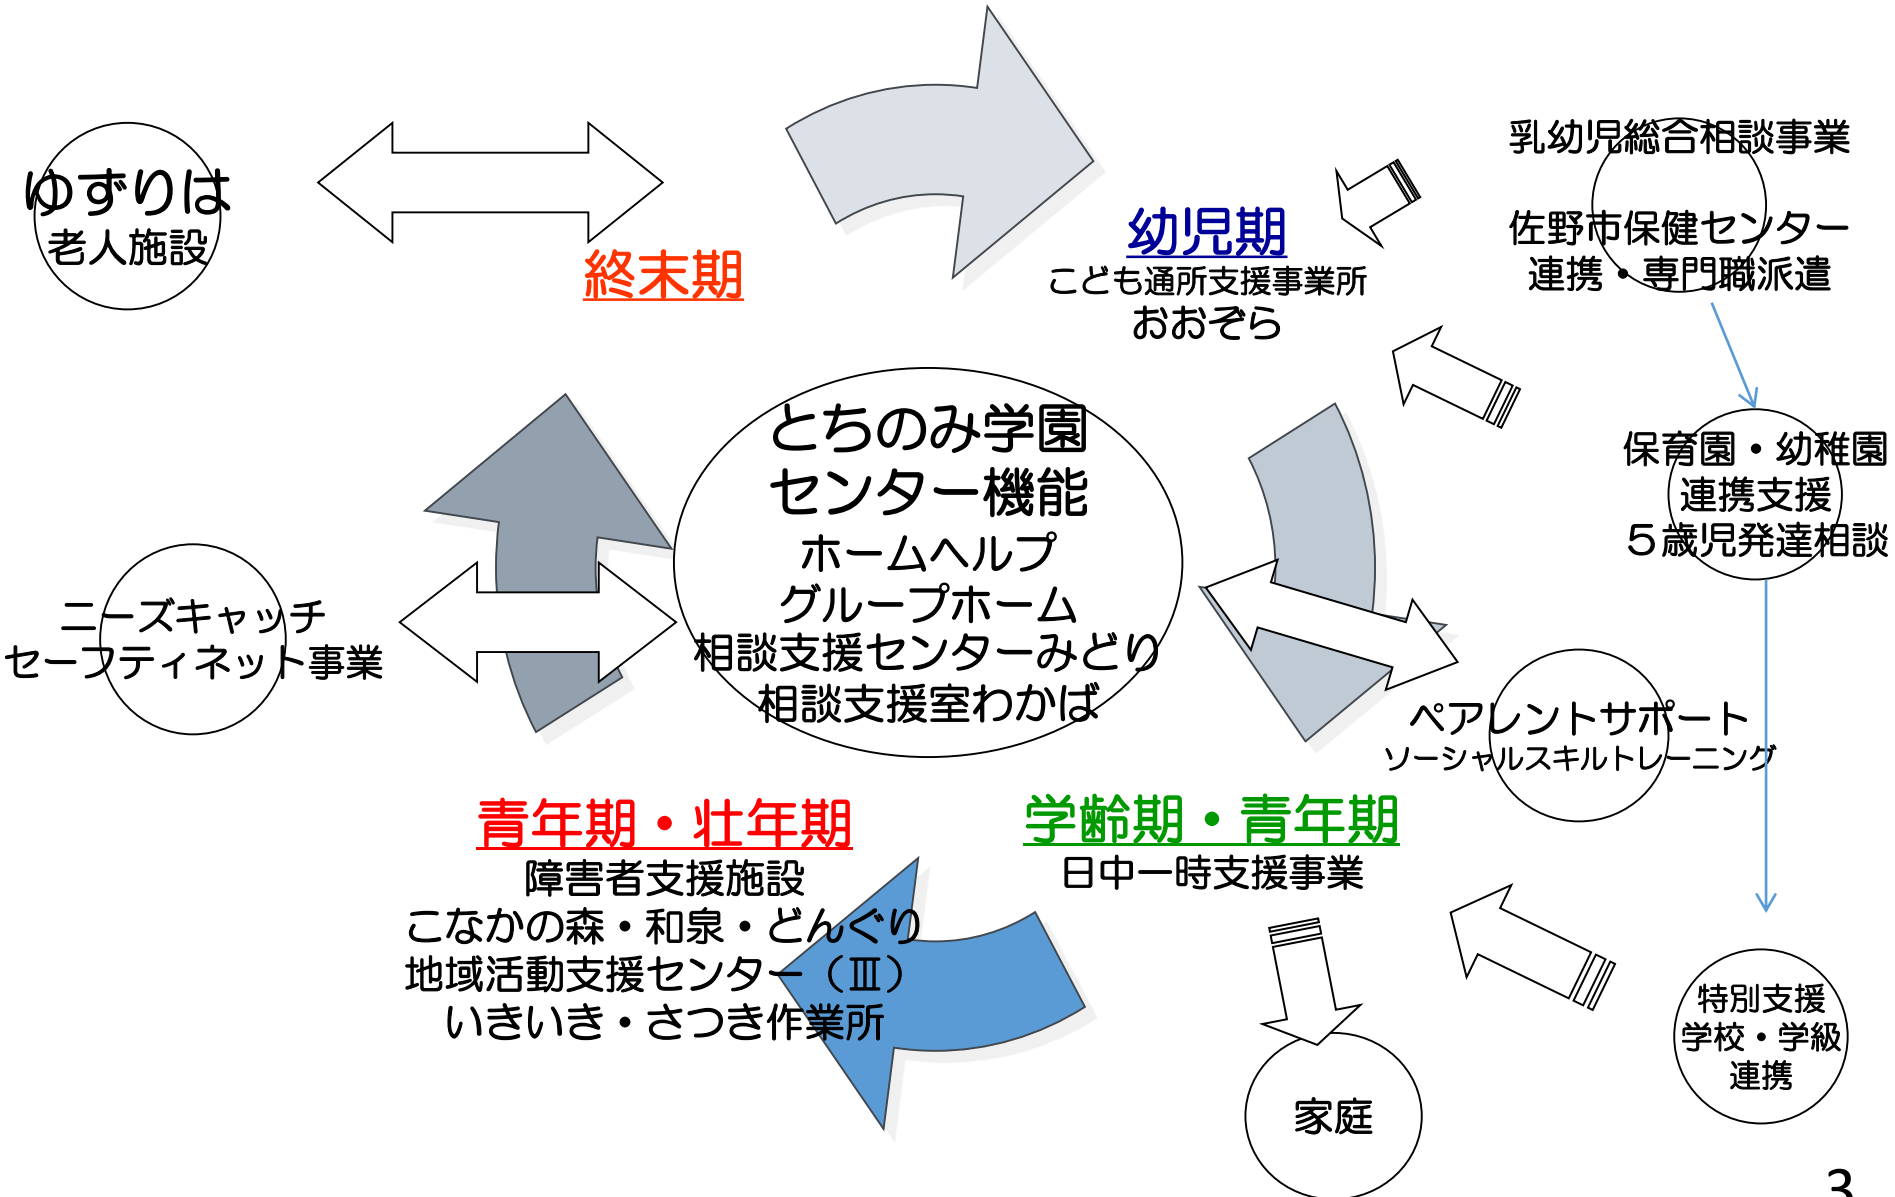 ゆずりは
老人施設
終末期
幼児期
こども通所支援事業所
おおぞら
乳幼児総合相談事業
佐野市保健センター
連携・専門職派遣
とちのみ学園
センター機能
ホームヘルプ
グループホーム
相談支援センターみどり
相談支援室わかば
保育園・幼稚園
連携支援
５歳児発達相談
ニーズキャッチ
セーフティネット事業
ペアレントサポート
ソーシャルスキルトレーニング
青年期・壮年期
障害者支援施設
こなかの森・和泉・どんぐり
地域活動支援センター（Ⅲ）
いきいき・さつき作業所
学齢期・青年期
日中一時支援事業
特別支援
学校・学級
連携
家庭
3